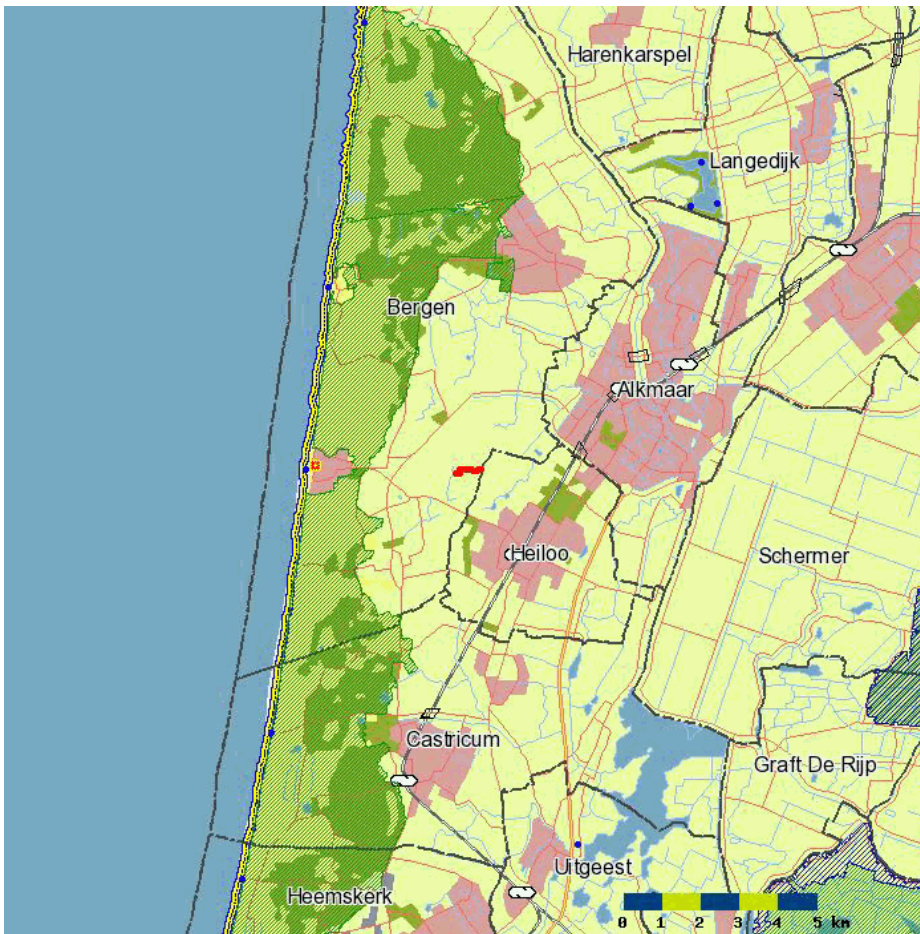 Harenkarspel
Langedijk
Bergen
Alkmaar
Heiloo
Schermer
Castricum
Graft De Rijp
Uitgeest
Heemskerk
0 1 2 3 4 5 km